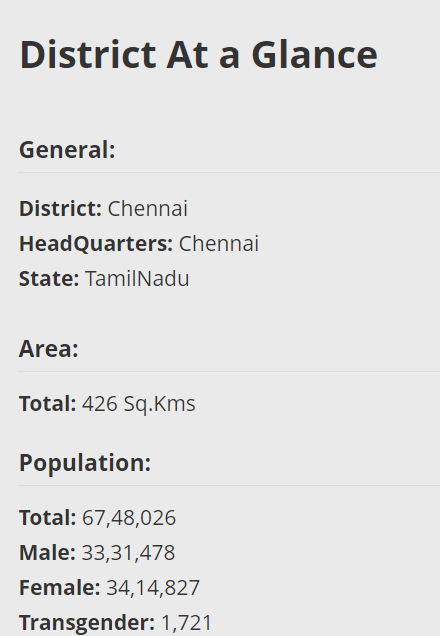 District At a Glance
General:
District: Chennai
HeadQuarters: Chennai
State: TamilNadu
Area:
Total: 426 Sq.Kms
Population:
Total: 67,48,026
Male: 33,31,478
Female: 34,14,827
Transgender: 1,721